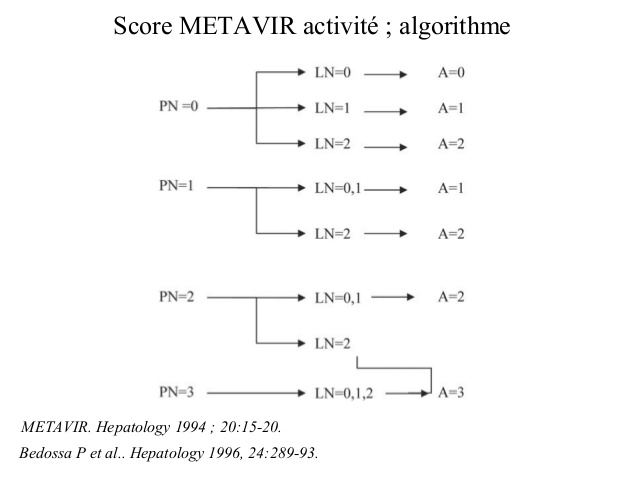 Score METAVIR activité ; algorithme
LN=0 A=0
PN =0 LN=1 A=1
LN=2 A=2
PN=1 LN=0,1 A=1
LN=2 A=2
PN=2 LN=0,1 A=2
LN=2
PN=3 LN=0,1,2 A=3
METAVIR. Hepatology 1994 ; 20:15-20.
Bedossa P et al.. Hepatology 1996, 24:289-93.